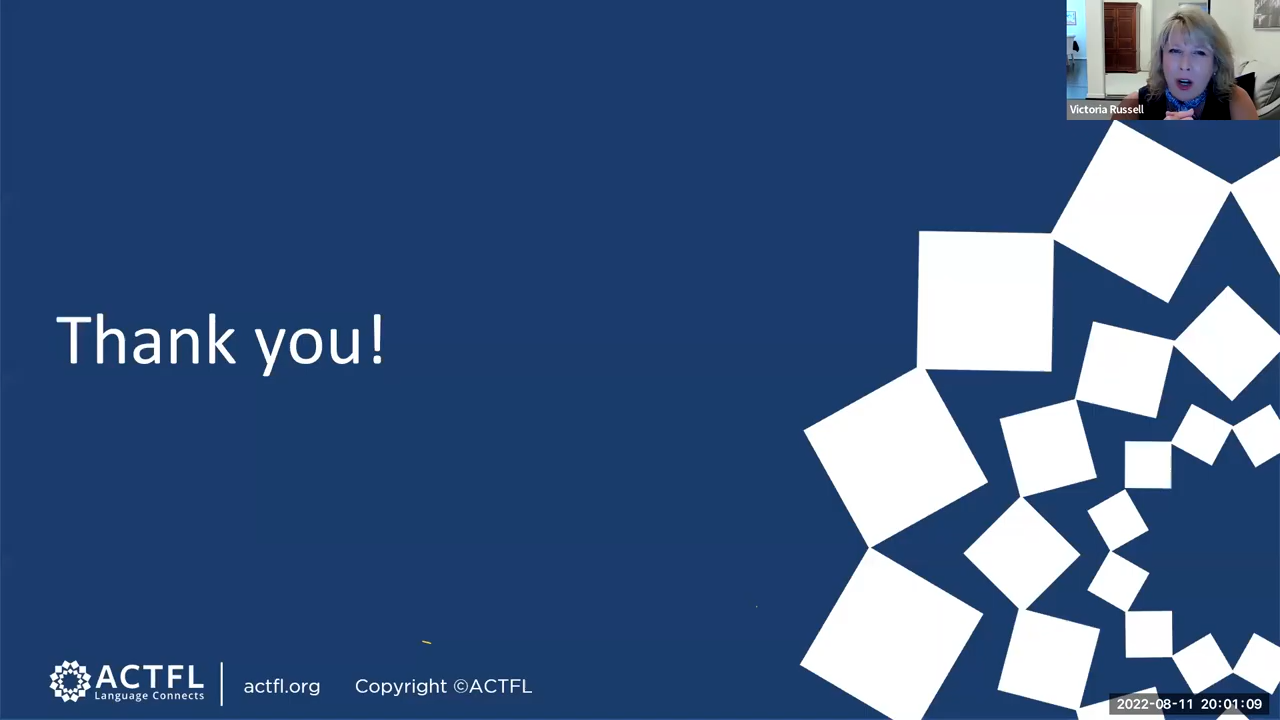 Victoria Russell
Thank you!
ACTFL
Language Connects
actfl.org
Copyright ©ACTFL
2022-08-11 20:01:09